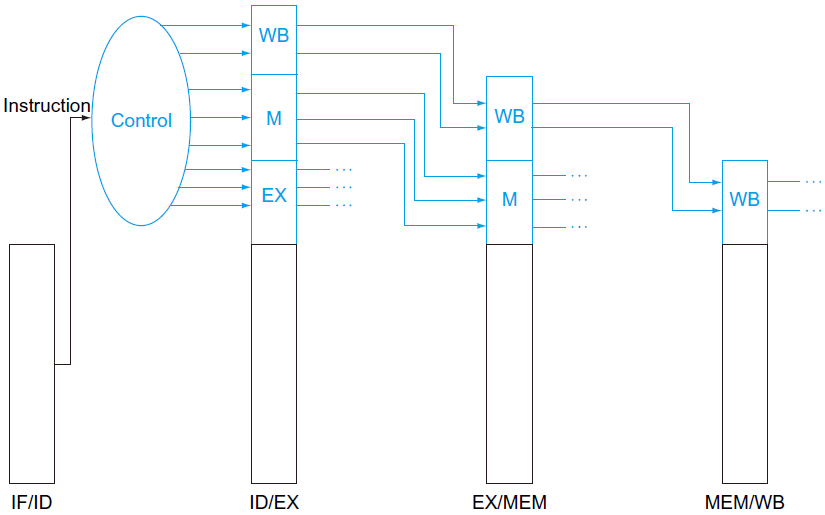 Instruction
Control
WB
M
EX
...
...
...
WB
M
...
...
...
WB
...
...
IF/ID
ID/EX
EX/MEM
MEM/WB